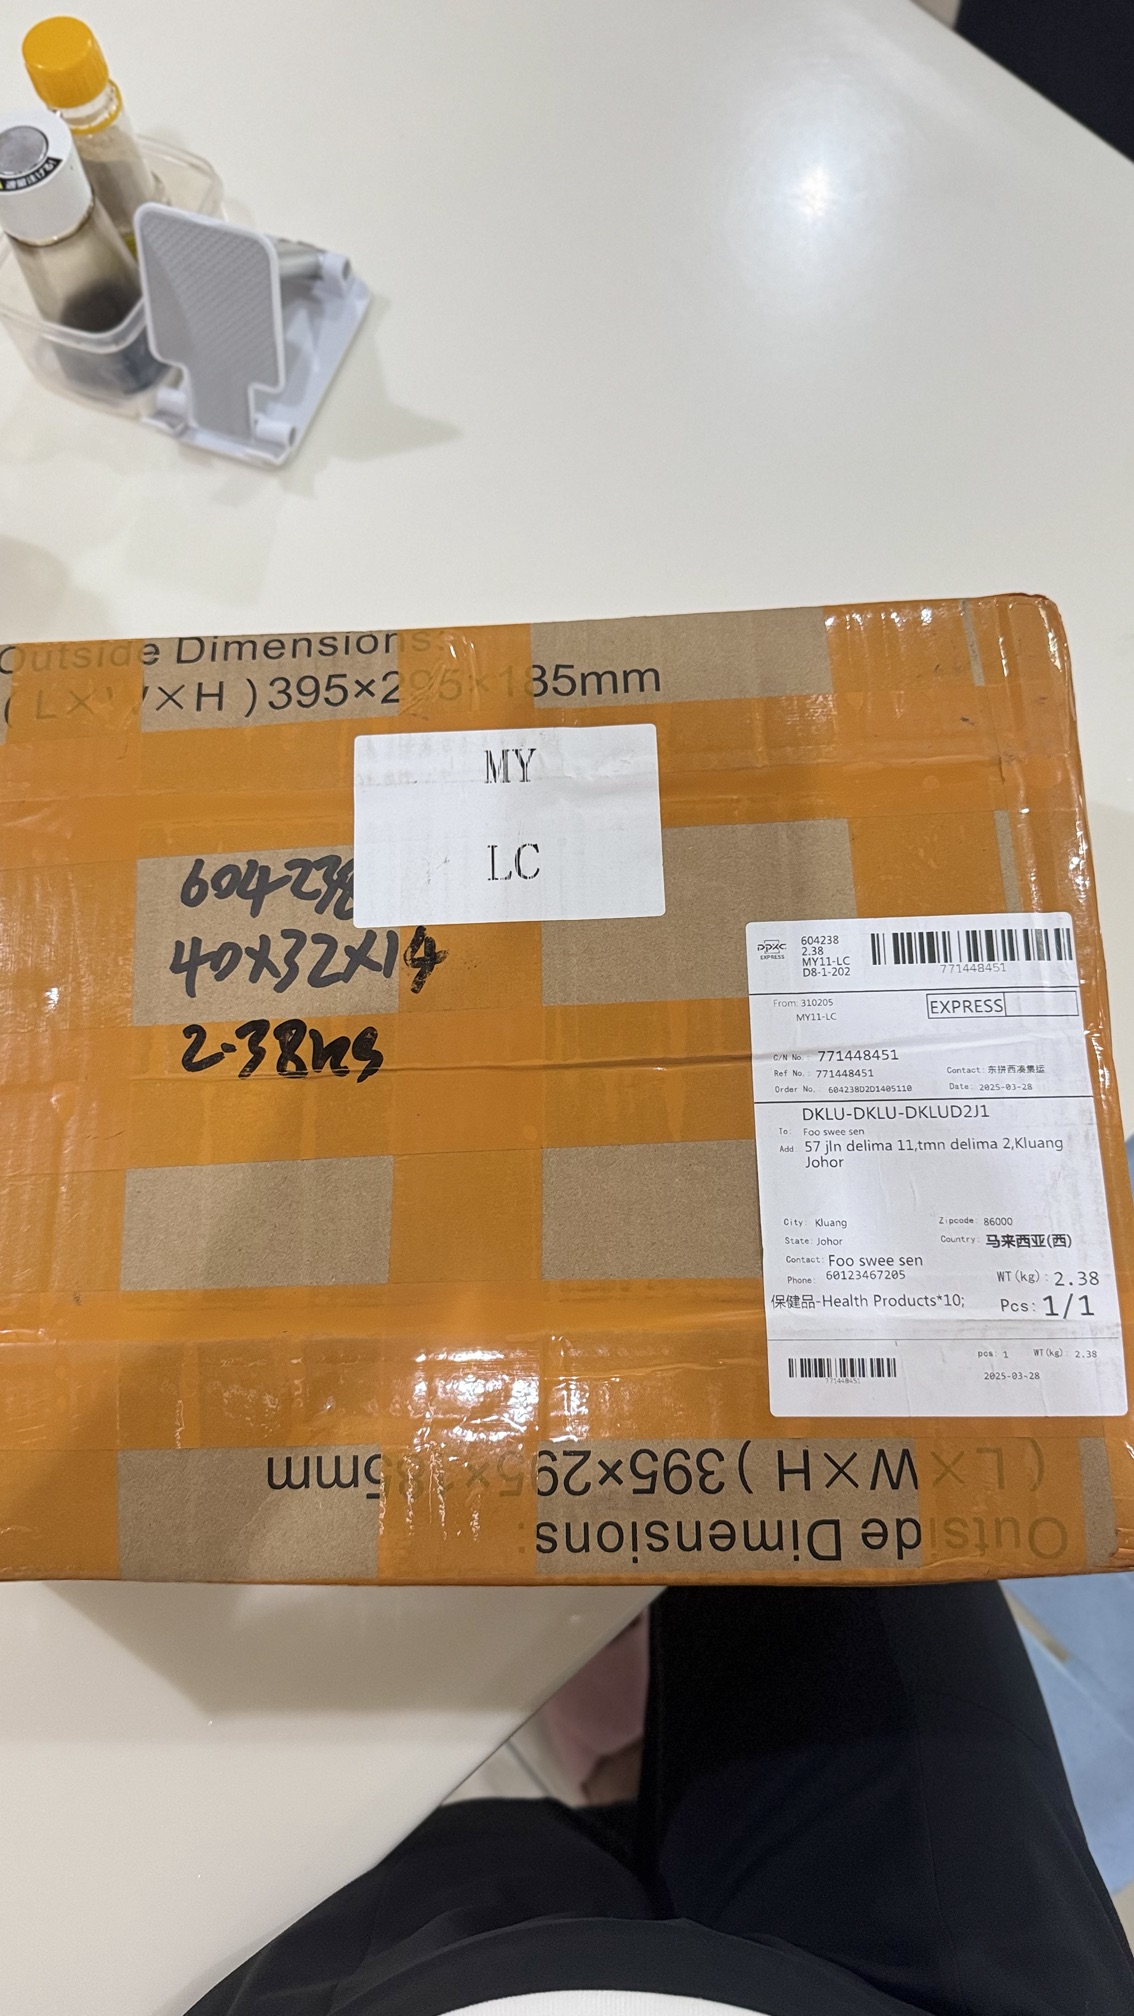 Outside Dimensions:
(L×W×H)395×295×185mm
MY
LC
604238
40×32×14
2.38kg
EXPRESS
604238
2.38
MY11-LC
D8-1-202
771448451
From: 310205
MY11-LC
EXPRESS
C/N No. : 771448451
Ref No. : 771448451
Contact: 东拼西凑集运
Order No. 604238D2D1405110
Date: 2025-03-28
DKLU-DKLU-DKLUD2J1
To: Foo swee sen
Add: 57 jln delima 11,tmn delima 2,Kluang
Johor
City: Kluang
Zipcode: 86000
State: Johor
Country: 马来西亚(西)
Contact: Foo swee sen
Phone: 60123467205
WT(kg): 2.38
保健品-Health Products*10;
Pcs: 1/1
pcs: 1 WT(kg) 2.38
771448451
2025-03-28
(L×W×H)395×295×185mm
Outside Dimensions: